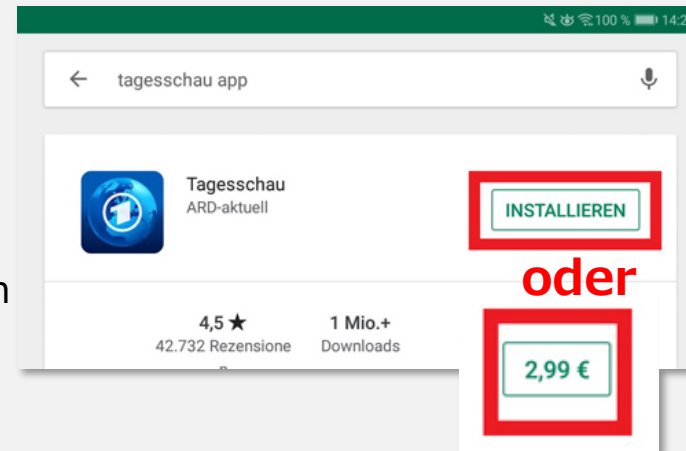 100 % 14:2
tagesschau app
Tagesschau
ARD-aktuell
INSTALLIEREN
oder
n
4,5 ★ 1 Mio.+
42.732 Rezensione Downloads
2,99 €